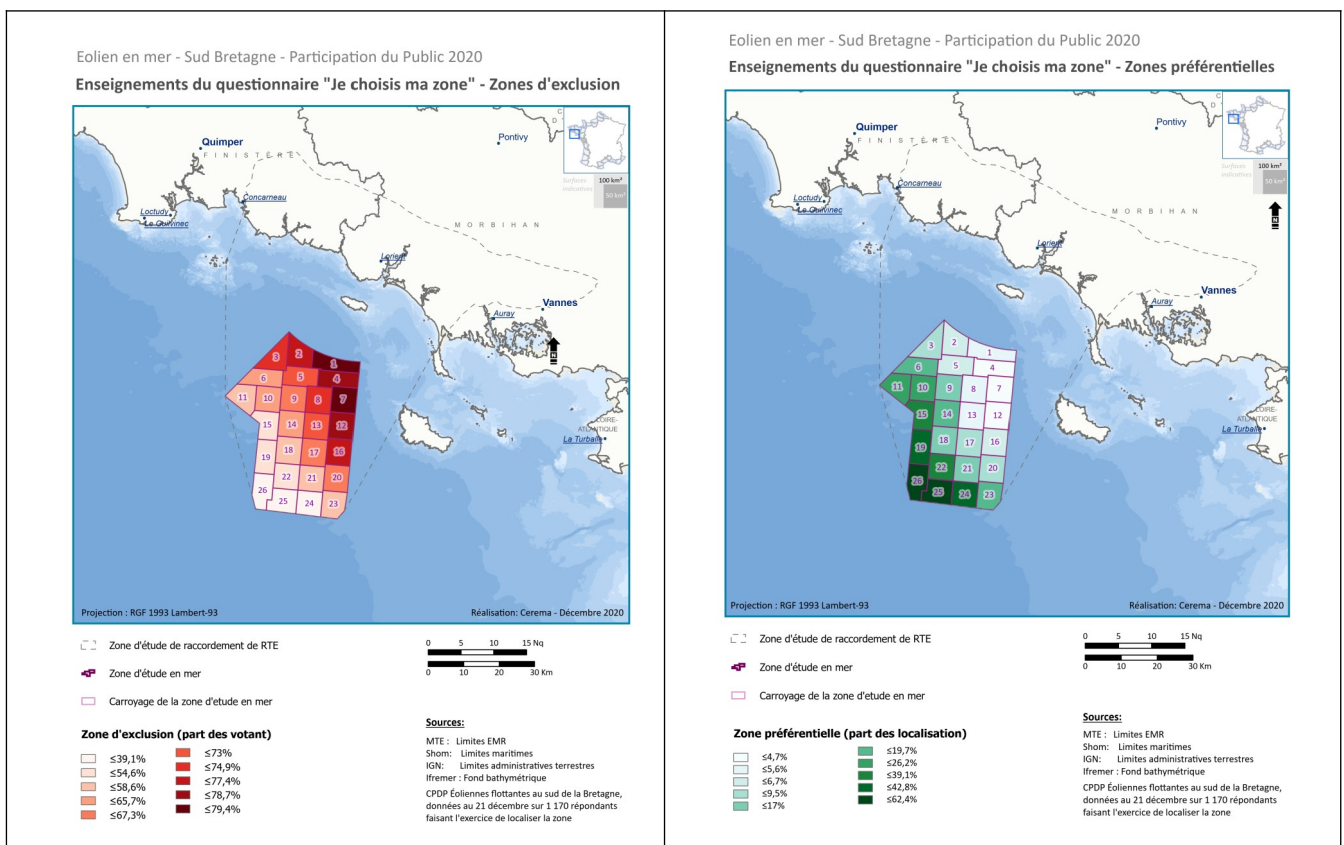 Eolien en mer - Sud Bretagne - Participation du Public 2020
Enseignements du questionnaire "Je choisis ma zone" - Zones d'exclusion
C
D
Pontivy
Quimper
FINISTÈRE
Surfaces
indicatives
100 km²
50 km²
Concarneau
Loctudy
Le Guilvinec
MORBIHAN
Lorient
Vannes
Auray
N
LOIRE-
ATLANTIQUE
La Turballe
1
2
3
4
5
6
7
8
9
10
11
12
13
14
15
16
17
18
19
20
21
22
23
24
25
26
Projection : RGF 1993 Lambert-93
Réalisation: Cerema - Décembre 2020
Zone d'étude de raccordement de RTE
Zone d'étude en mer
Carroyage de la zone d'etude en mer
0 5 10 15 Nq
0 10 20 30 Km
Zone d'exclusion (part des votant)
≤39,1%
≤54,6%
≤58,6%
≤65,7%
≤67,3%
≤73%
≤74,9%
≤77,4%
≤78,7%
≤79,4%
Sources:
MTE : Limites EMR
Shom: Limites maritimes
IGN: Limites administratives terrestres
Ifremer : Fond bathymétrique
CPDP Éoliennes flottantes au sud de la Bretagne,
données au 21 décembre sur 1 170 répondants
faisant l'exercice de localiser la zone
Eolien en mer - Sud Bretagne - Participation du Public 2020
Enseignements du questionnaire "Je choisis ma zone" - Zones préférentielles
C
D
Pontivy
Quimper
FINISTÈRE
Surfaces
indicatives
100 km²
50 km²
Concarneau
Loctudy
Le Guilvinec
N
MORBIHAN
Lorient
Vannes
Auray
LOIRE-
ATLANTIQUE
La Turballe
1
2
3
4
5
6
7
8
9
10
11
12
13
14
15
16
17
18
19
20
21
22
23
24
25
26
Projection : RGF 1993 Lambert-93
Réalisation: Cerema - Décembre 2020
Zone d'étude de raccordement de RTE
Zone d'étude en mer
Carroyage de la zone d'etude en mer
0 5 10 15 Nq
0 10 20 30 Km
Zone préférentielle (part des localisation)
≤4,7%
≤5,6%
≤6,7%
≤9,5%
≤17%
≤19,7%
≤26,2%
≤39,1%
≤42,8%
≤62,4%
Sources:
MTE : Limites EMR
Shom: Limites maritimes
IGN: Limites administratives terrestres
Ifremer : Fond bathymétrique
CPDP Éoliennes flottantes au sud de la Bretagne,
données au 21 décembre sur 1 170 répondants
faisant l'exercice de localiser la zone